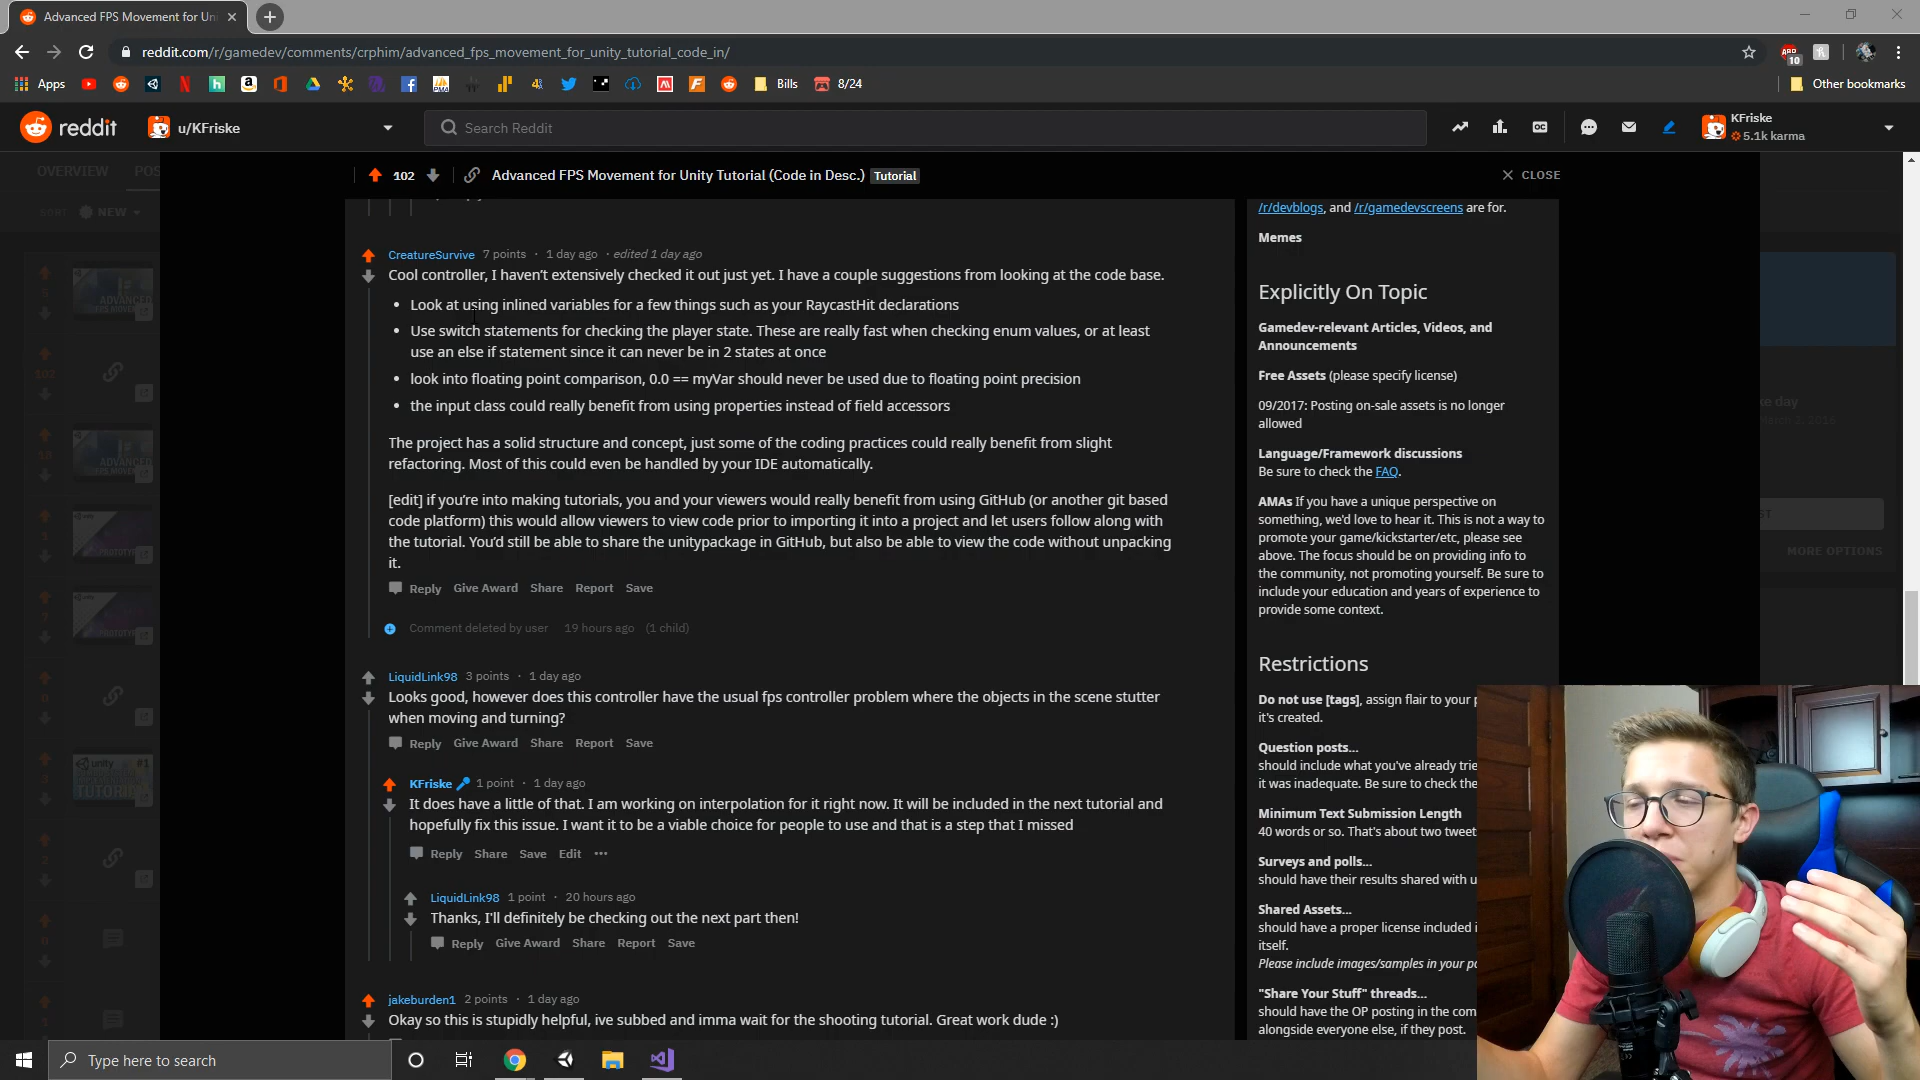 Advanced FPS Movement for Un
reddit.com/r/gamedev/comments/crphim/advanced_fps_movement_for_unity_tutorial_code_in/
ABP
10
Apps
Bills
8/24
Other bookmarks
reddit
u/KFriske
Search Reddit
KFriske
5.1k karma
OVERVIEW
POS
SORT
NEW
102
Advanced FPS Movement for Unity Tutorial (Code in Desc.)
Tutorial
CLOSE
CreatureSurvive 7 points · 1 day ago · edited 1 day ago
Cool controller, I haven't extensively checked it out just yet. I have a couple suggestions from looking at the code base.
• Look at using inlined variables for a few things such as your RaycastHit declarations
• Use switch statements for checking the player state. These are really fast when checking enum values, or at least
use an else if statement since it can never be in 2 states at once
• look into floating point comparison, 0.0 == myVar should never be used due to floating point precision
• the input class could really benefit from using properties instead of field accessors
The project has a solid structure and concept, just some of the coding practices could really benefit from slight
refactoring. Most of this could even be handled by your IDE automatically.
[edit] if you're into making tutorials, you and your viewers would really benefit from using GitHub (or another git based
code platform) this would allow viewers to view code prior to importing it into a project and let users follow along with
the tutorial. You'd still be able to share the unitypackage in GitHub, but also be able to view the code without unpacking
it.
Reply Give Award Share Report Save
Comment deleted by user 19 hours ago (1 child)
LiquidLink98 3 points · 1 day ago
Looks good, however does this controller have the usual fps controller problem where the objects in the scene stutter
when moving and turning?
Reply Give Award Share Report Save
KFriske 1 point · 1 day ago
It does have a little of that. I am working on interpolation for it right now. It will be included in the next tutorial and
hopefully fix this issue. I want it to be a viable choice for people to use and that is a step that I missed
Reply Share Save Edit •••
LiquidLink98 1 point · 20 hours ago
Thanks, I'll definitely be checking out the next part then!
Reply Give Award Share Report Save
jakeburden1 2 points · 1 day ago
Okay so this is stupidly helpful, ive subbed and imma wait for the shooting tutorial. Great work dude :)
/r/devblogs, and /r/gamedevscreens are for.
Memes
Explicitly On Topic
Gamedev-relevant Articles, Videos, and
Announcements
Free Assets (please specify license)
09/2017: Posting on-sale assets is no longer
allowed
Language/Framework discussions
Be sure to check the FAQ.
AMAs If you have a unique perspective on
something, we'd love to hear it. This is not a way to
promote your game/kickstarter/etc, please see
above. The focus should be on providing info to
the community, not promoting yourself. Be sure to
include your education and years of experience to
provide some context.
Restrictions
Do not use [tags], assign flair to your p
it's created.
Question posts...
should include what you've already trie
it was inadequate. Be sure to check the
Minimum Text Submission Length
40 words or so. That's about two tweet
Surveys and polls...
should have their results shared with u
Shared Assets...
should have a proper license included i
itself.
Please include images/samples in your po
"Share Your Stuff" threads...
should have the OP posting in the com
alongside everyone else, if they post.
MORE OPTIONS
Type here to search